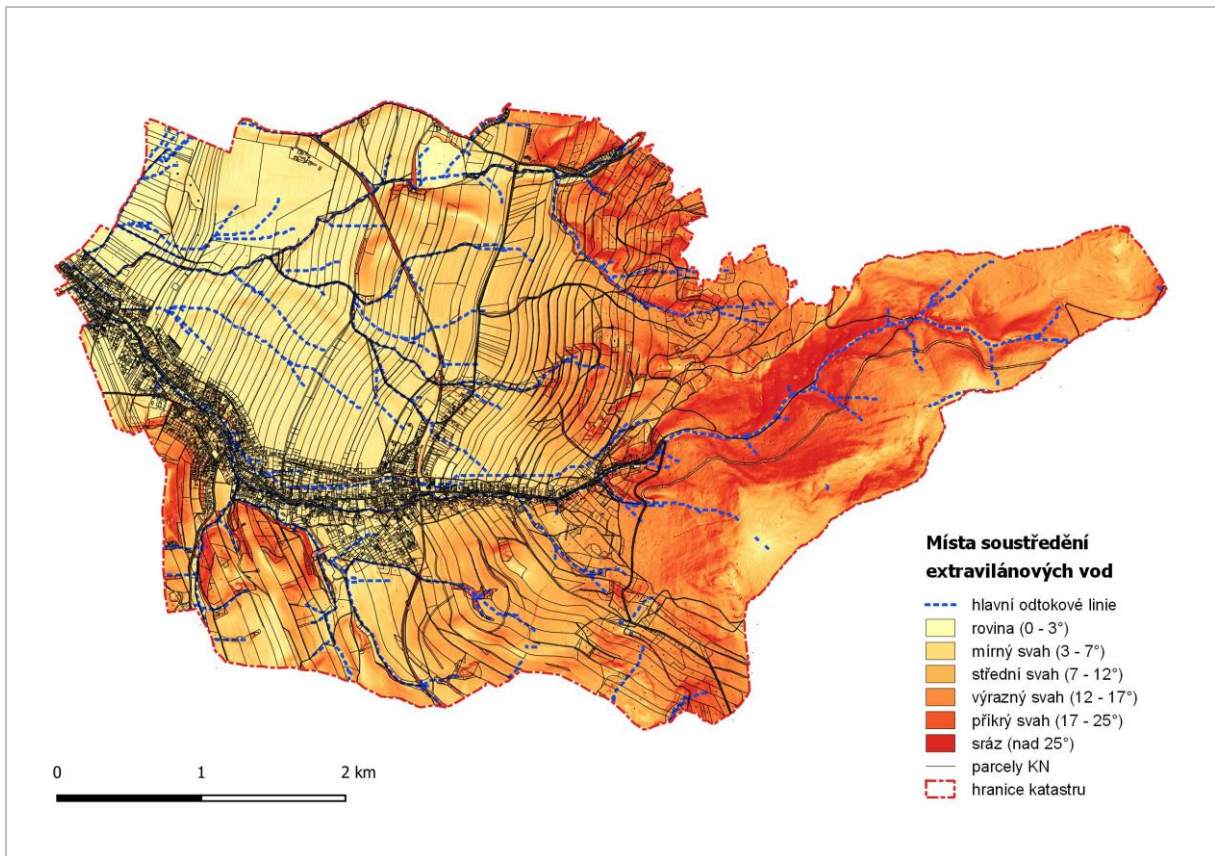 Místa soustředění
extravilánových vod
hlavní odtokové linie
rovina (0 - 3°)
mírný svah (3 - 7°)
střední svah (7 - 12°)
výrazný svah (12 - 17°)
příkrý svah (17 - 25°)
sráz (nad 25°)
parcely KN
hranice katastru
0 1 2 km